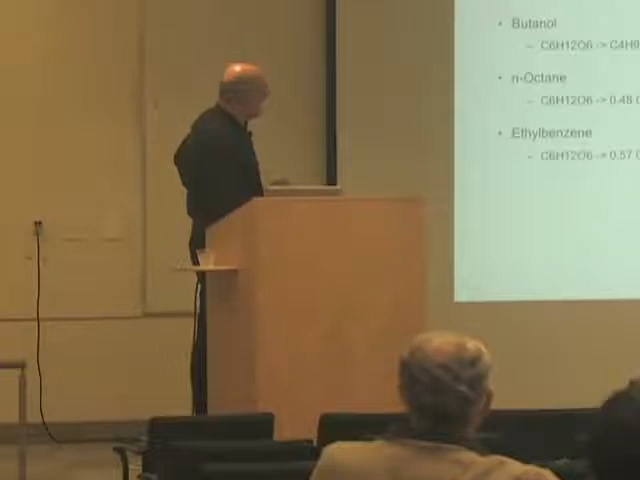 • Butanol
– C6H12O6 -> C4H9
• n-Octane
– C6H12O6 -> 0.48 C
• Ethylbenzene
– C6H12O6 -> 0.57 C